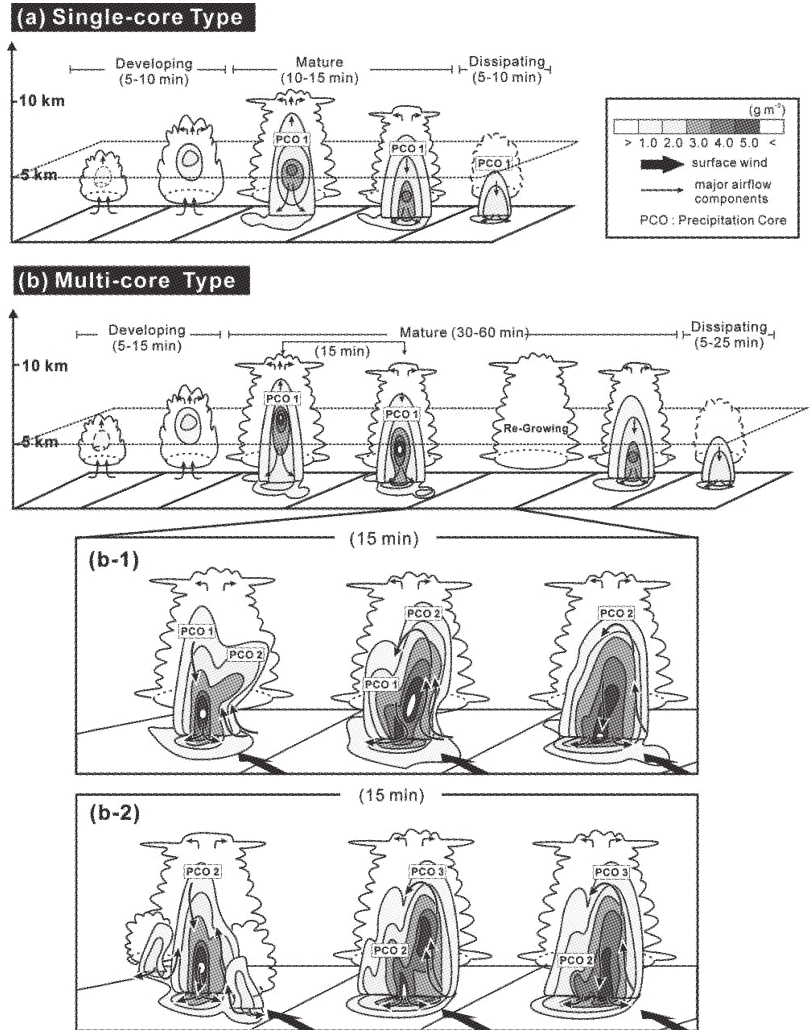 (a) Single-core Type
Developing
(5-10 min)
Mature
(10-15 min)
Dissipating
(5-10 min)
10 km
5 km
PCO 1
PCO 1
PCO 1
(g m⁻³)
> 1.0 2.0 3.0 4.0 5.0 <
surface wind
major airflow
components
PCO : Precipitation Core
(b) Multi-core Type
Developing
(5-15 min)
Mature (30-60 min)
Dissipating
(5-25 min)
(15 min)
10 km
5 km
PCO 1
PCO 1
Re-Growing
(15 min)
(b-1)
PCO 1
PCO 2
PCO 2
PCO 1
PCO 2
(15 min)
(b-2)
PCO 2
PCO 3
PCO 2
PCO 3
PCO 2